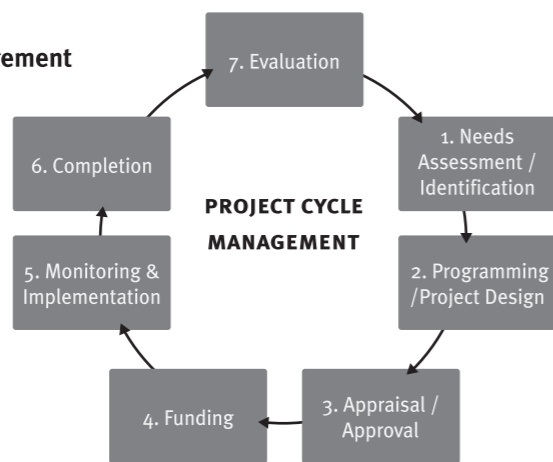 7. Evaluation
1. Needs
Assessment /
Identification
6. Completion
PROJECT CYCLE
MANAGEMENT
2. Programming
/Project Design
5. Monitoring &
Implementation
3. Appraisal /
Approval
4. Funding